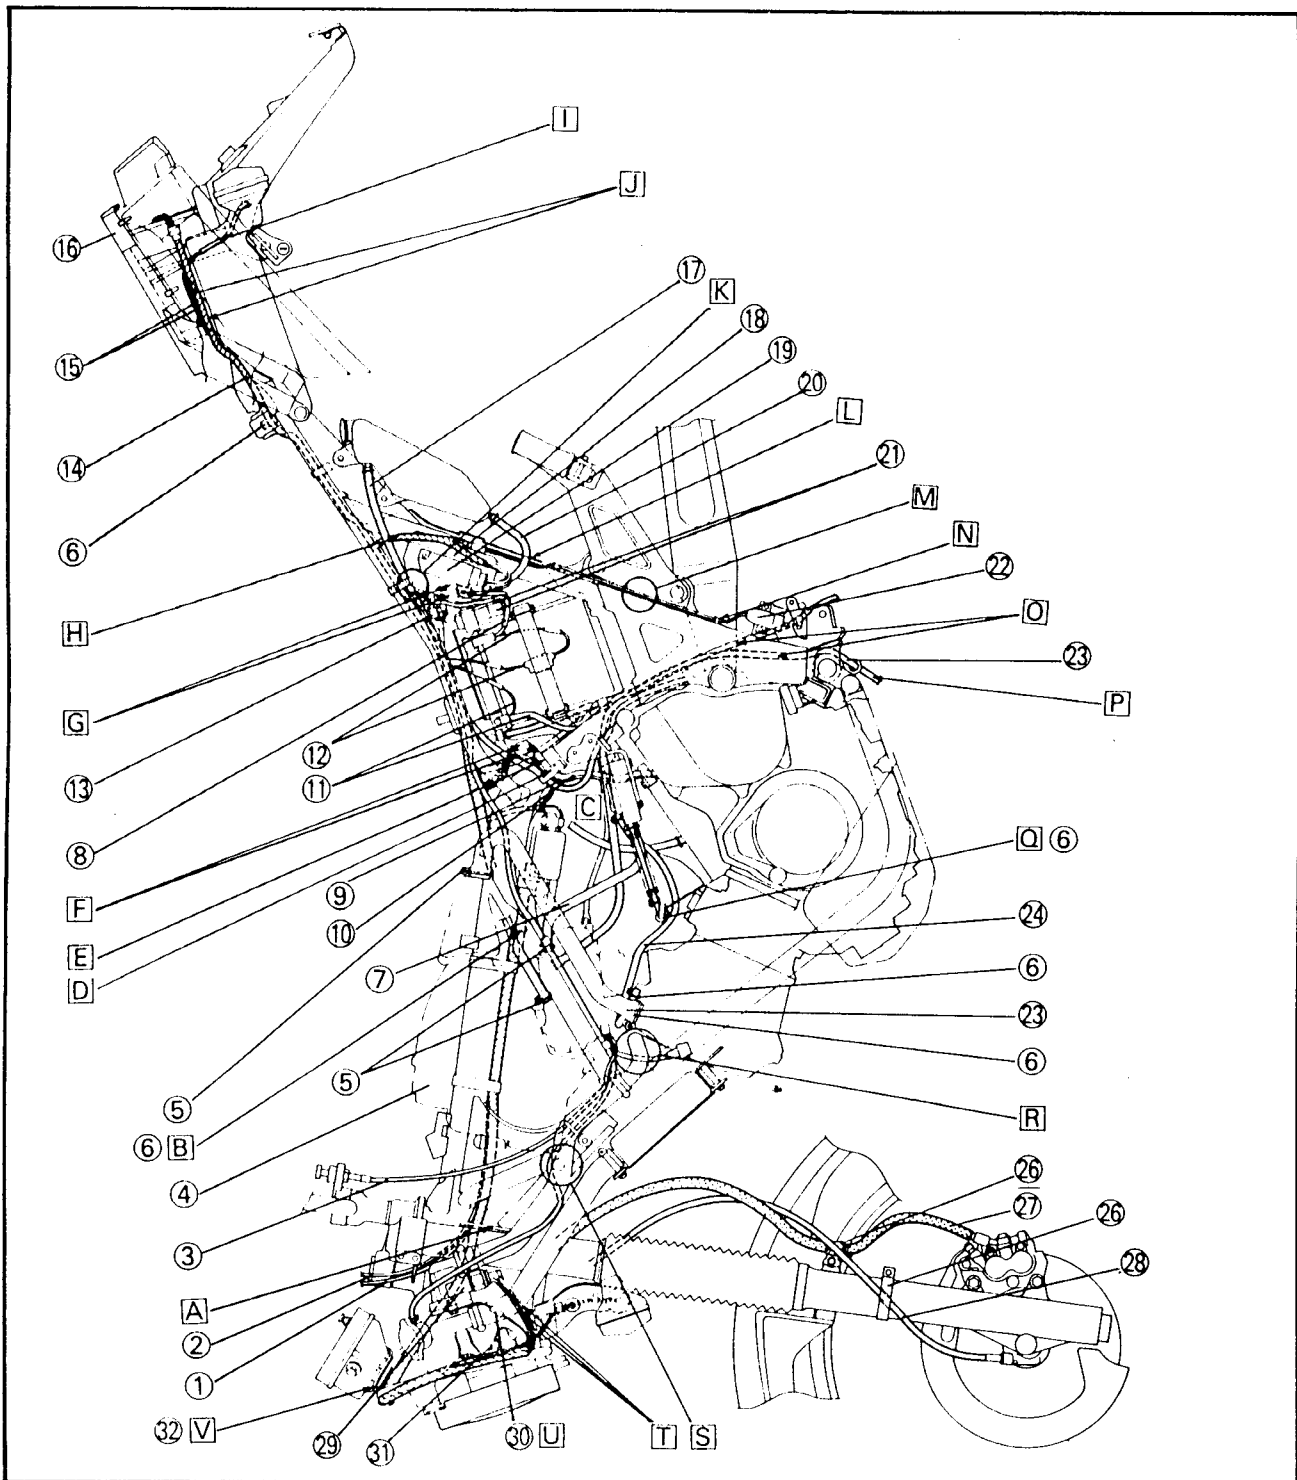 I
J
⑯
⑰
K
⑱
⑲
⑮
⑳
L
㉑
⑭
M
⑥
N
㉒
H
O
㉓
P
G
⑫
⑬
⑪
C
⑧
Q ⑥
⑨
F
㉔
⑩
E
⑦
⑥
D
㉓
⑥
⑤
⑤
R
⑥ B
④
㉖
㉗
㉖
③
㉘
A
②
①
㉜ V
㉙
㉛
㉚ U
T
S